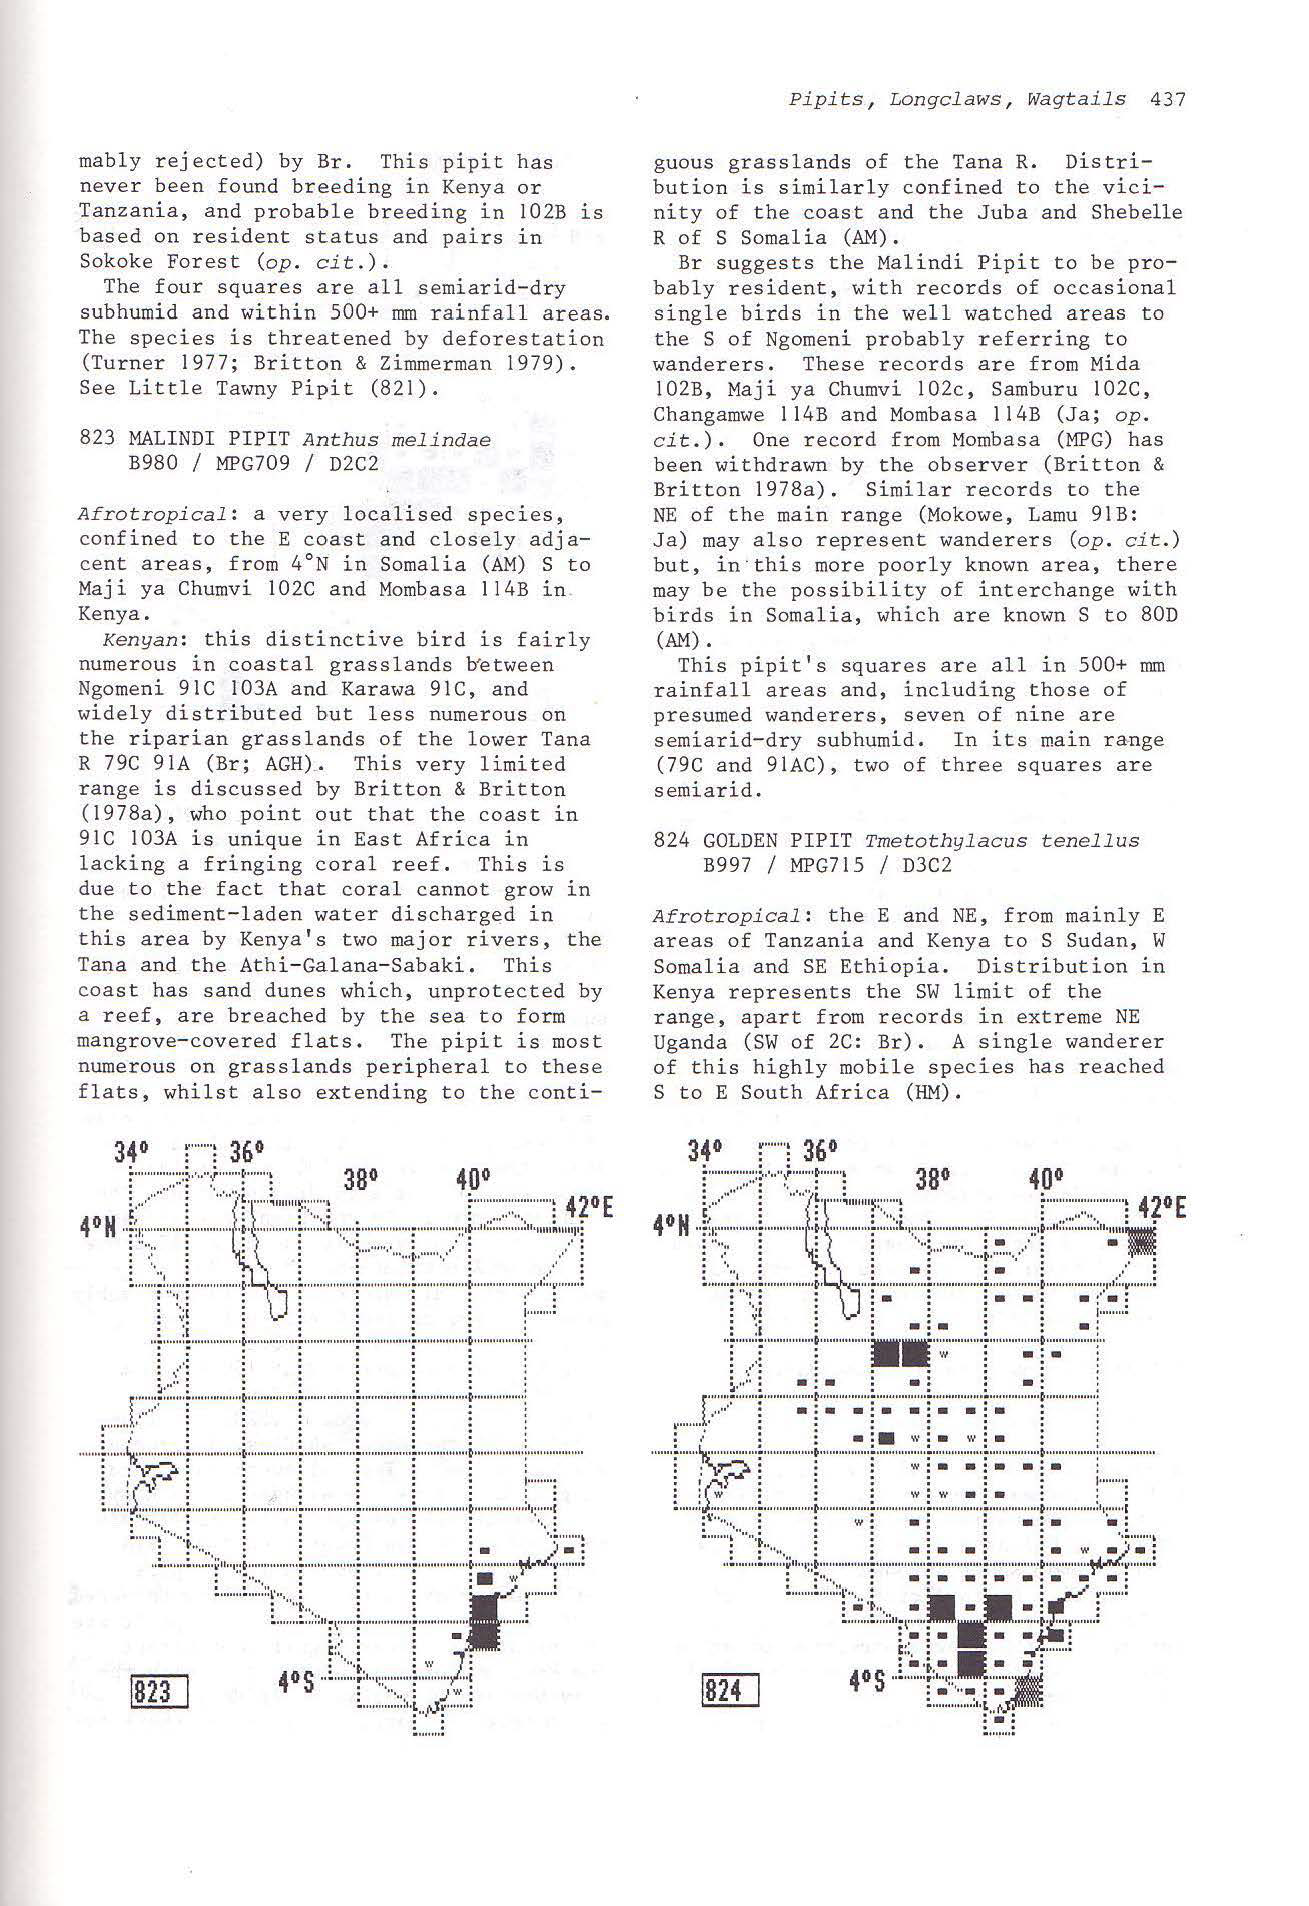 Pipits, Longclaws, Wagtails 437
mably rejected) by Br. This pipit has
never been found breeding in Kenya or
Tanzania, and probable breeding in 102B is
based on resident status and pairs in
Sokoke Forest (op. cit.).
The four squares are all semiarid-dry
subhumid and within 500+ mm rainfall areas.
The species is threatened by deforestation
(Turner 1977; Britton & Zimmerman 1979).
See Little Tawny Pipit (821).
823 MALINDI PIPIT Anthus melindae
B980 / MPG709 / D2C2
Afrotropical: a very localised species,
confined to the E coast and closely adja-
cent areas, from 4°N in Somalia (AM) S to
Maji ya Chumvi 102C and Mombasa 114B in
Kenya.
Kenyan: this distinctive bird is fairly
numerous in coastal grasslands between
Ngomeni 91C 103A and Karawa 91C, and
widely distributed but less numerous on
the riparian grasslands of the lower Tana
R 79C 91A (Br; AGH). This very limited
range is discussed by Britton & Britton
(1978a), who point out that the coast in
91C 103A is unique in East Africa in
lacking a fringing coral reef. This is
due to the fact that coral cannot grow in
the sediment-laden water discharged in
this area by Kenya's two major rivers, the
Tana and the Athi-Galana-Sabaki. This
coast has sand dunes which, unprotected by
a reef, are breached by the sea to form
mangrove-covered flats. The pipit is most
numerous on grasslands peripheral to these
flats, whilst also extending to the conti-
guous grasslands of the Tana R. Distri-
bution is similarly confined to the vici-
nity of the coast and the Juba and Shebelle
R of S Somalia (AM).
Br suggests the Malindi Pipit to be pro-
bably resident, with records of occasional
single birds in the well watched areas to
the S of Ngomeni probably referring to
wanderers. These records are from Mida
102B, Maji ya Chumvi 102c, Samburu 102C,
Changamwe 114B and Mombasa 114B (Ja; op.
cit.). One record from Mombasa (MPG) has
been withdrawn by the observer (Britton &
Britton 1978a). Similar records to the
NE of the main range (Mokowe, Lamu 91B:
Ja) may also represent wanderers (op. cit.)
but, in this more poorly known area, there
may be the possibility of interchange with
birds in Somalia, which are known S to 80D
(AM).
This pipit's squares are all in 500+ mm
rainfall areas and, including those of
presumed wanderers, seven of nine are
semiarid-dry subhumid. In its main range
(79C and 91AC), two of three squares are
semiarid.
824 GOLDEN PIPIT Tmetothylacus tenellus
B997 / MPG715 / D3C2
Afrotropical: the E and NE, from mainly E
areas of Tanzania and Kenya to S Sudan, W
Somalia and SE Ethiopia. Distribution in
Kenya represents the SW limit of the
range, apart from records in extreme NE
Uganda (SW of 2C: Br). A single wanderer
of this highly mobile species has reached
S to E South Africa (HM).
34° 36°
38° 40°
42°E
4°N
w
w
w
4°S
823
34° 36°
38° 40°
42°E
4°N
w
w w
w
w w w
w
w
4°S
824